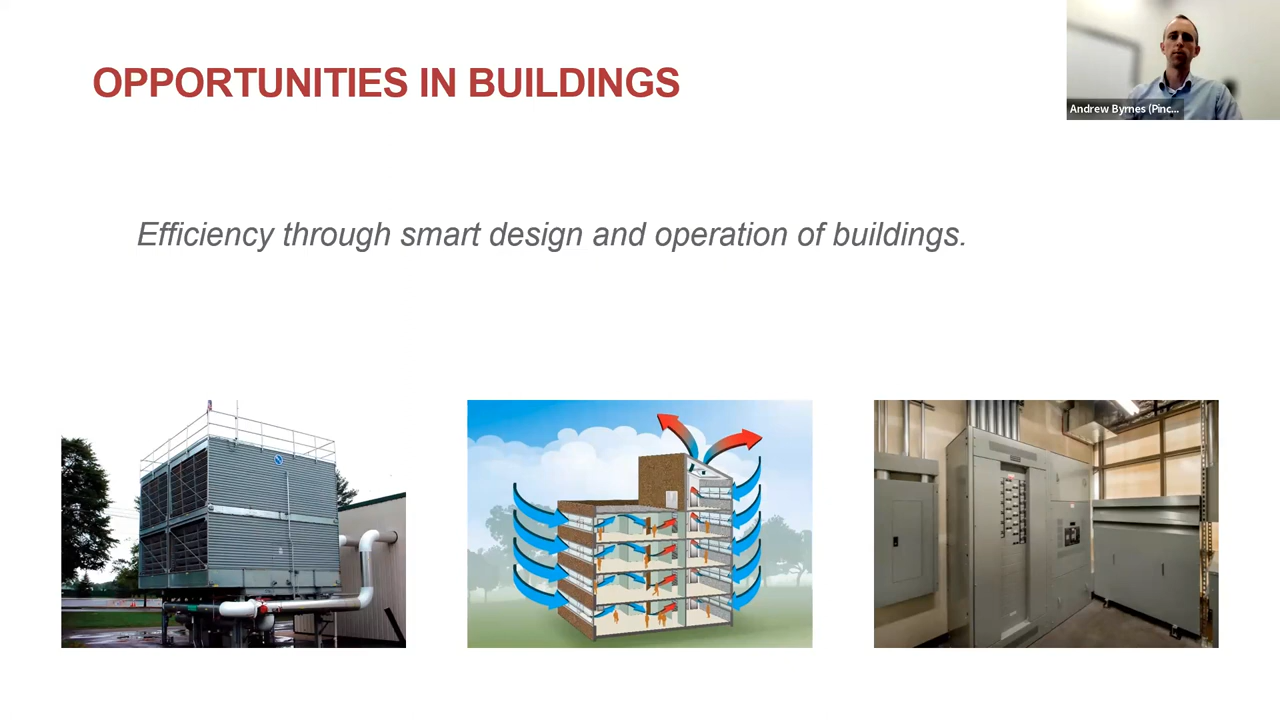 OPPORTUNITIES IN BUILDINGS
Andrew Byrnes (Pinc...
Efficiency through smart design and operation of buildings.